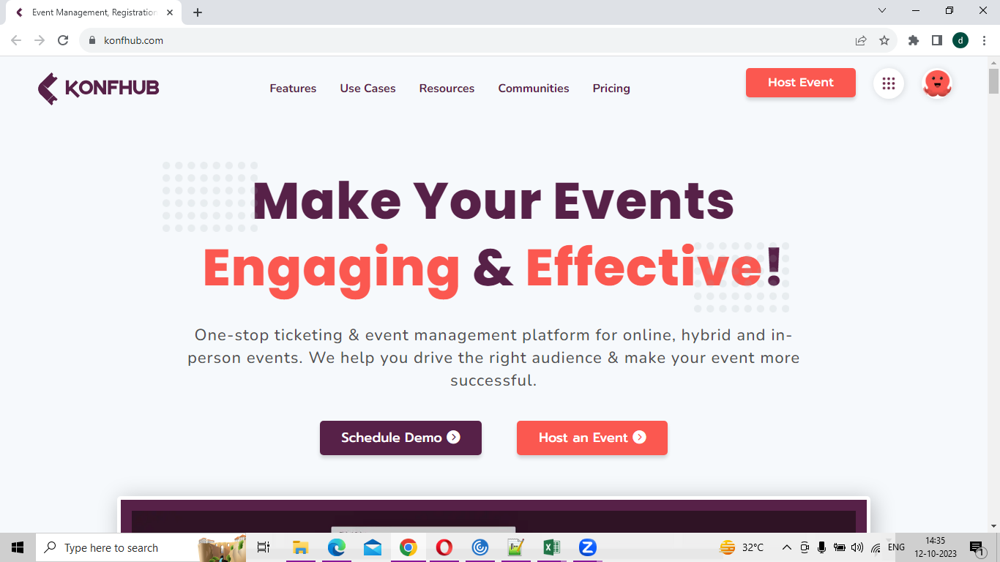 Event Management, Registration
konfhub.com
d
KONFHUB
Features
Use Cases
Resources
Communities
Pricing
Host Event
Make Your Events
Engaging & Effective!
One-stop ticketing & event management platform for online, hybrid and in-
person events. We help you drive the right audience & make your event more
successful.
Schedule Demo
Host an Event
Type here to search
32°C
ENG
14:35
12-10-2023
1